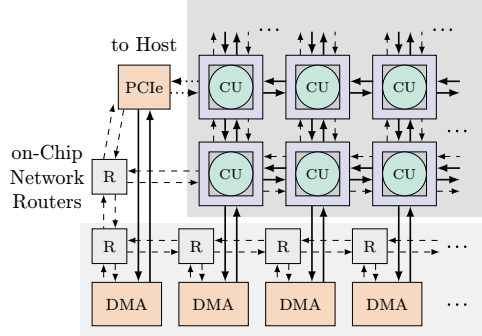 ...
to Host
PCIe
CU CU CU
...
on-Chip
Network
Routers
R
CU CU CU
R R R R
...
DMA DMA DMA DMA
...